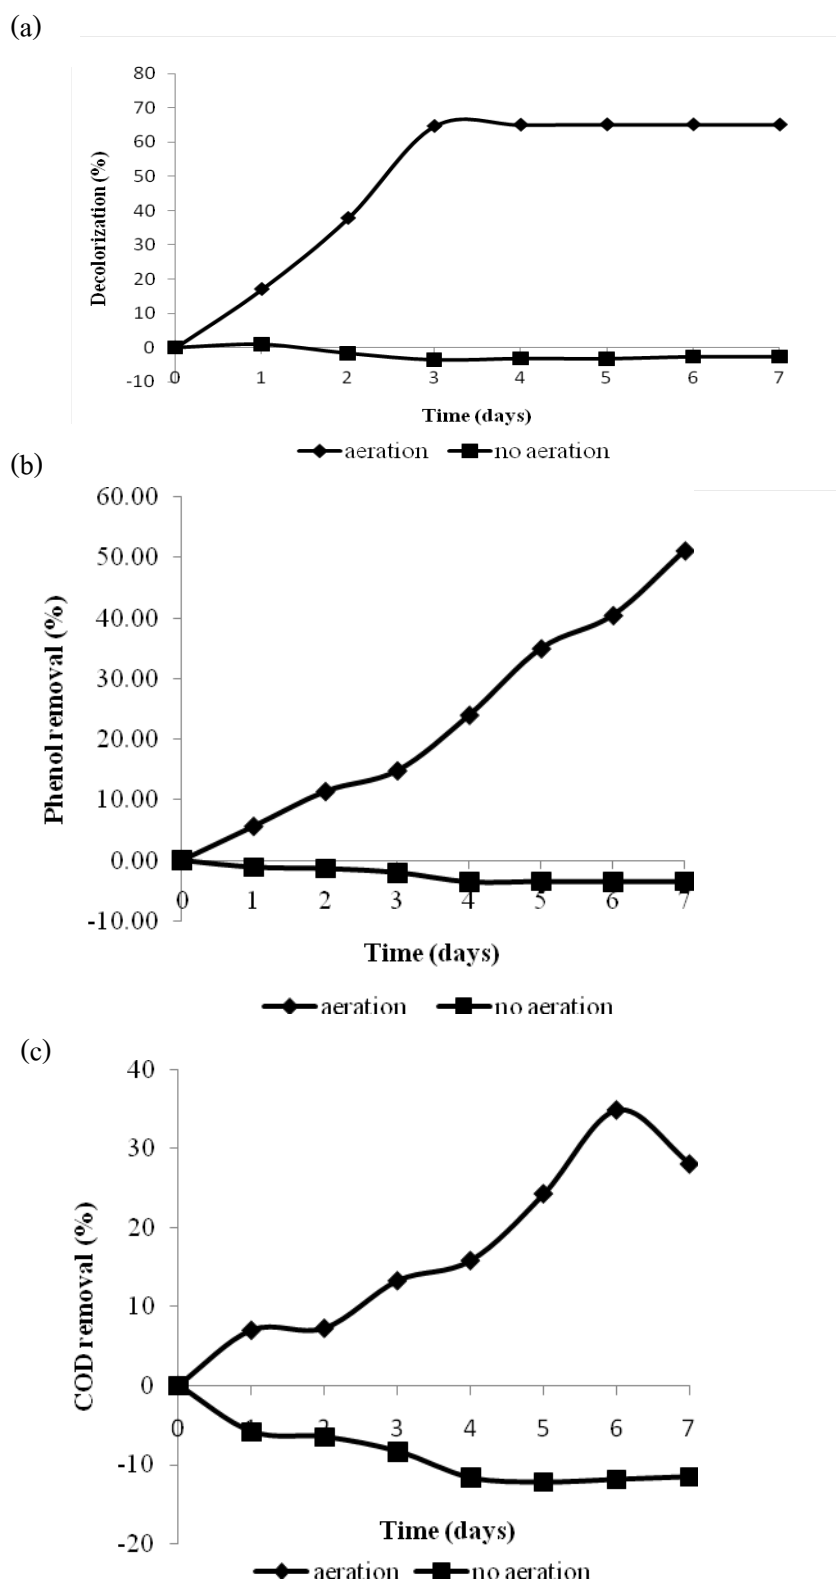 (a)
80
70
60
50
40
30
20
10
0
-10
Decolorization (%)
0 1 2 3 4 5 6 7
Time (days)
aeration no aeration
(b)
60.00
50.00
40.00
30.00
20.00
10.00
0.00
-10.00
Phenol removal (%)
0 1 2 3 4 5 6 7
Time (days)
aeration no aeration
(c)
40
30
20
10
0
-10
-20
COD removal (%)
0 1 2 3 4 5 6 7
Time (days)
aeration no aeration